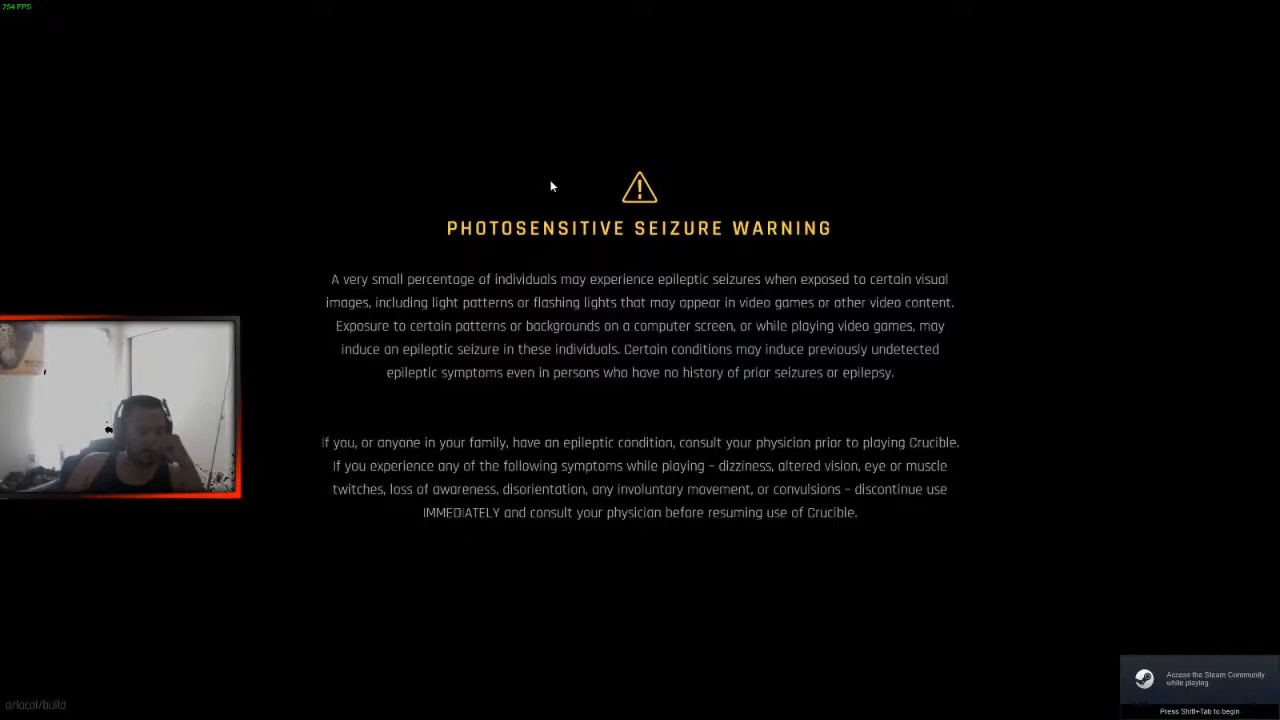 254 FPS
PHOTOSENSITIVE SEIZURE WARNING
A very small percentage of individuals may experience epileptic seizures when exposed to certain visual
images, including light patterns or flashing lights that may appear in video games or other video content.
Exposure to certain patterns or backgrounds on a computer screen, or while playing video games, may
induce an epileptic seizure in these individuals. Certain conditions may induce previously undetected
epileptic symptoms even in persons who have no history of prior seizures or epilepsy.
If you, or anyone in your family, have an epileptic condition, consult your physician prior to playing Crucible.
If you experience any of the following symptoms while playing – dizziness, altered vision, eye or muscle
twitches, loss of awareness, disorientation, any involuntary movement, or convulsions – discontinue use
IMMEDIATELY and consult your physician before resuming use of Crucible.
Access the Steam Community
while playing
Press Shift+Tab to begin
a/local/build